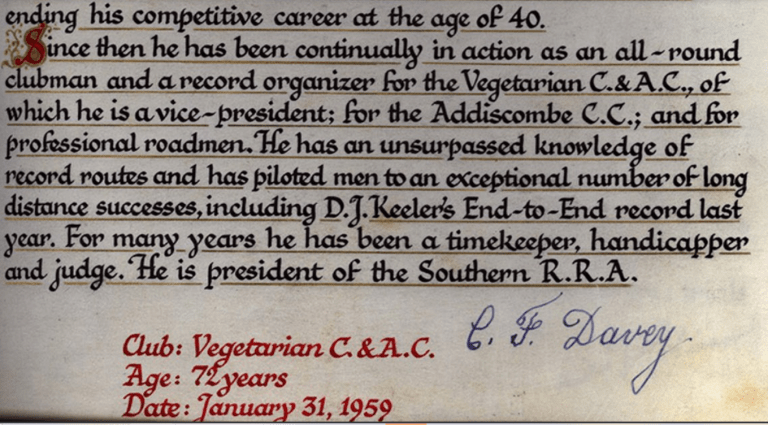 ending his competitive career at the age of 40.
Since then he has been continually in action as an all-round
clubman and a record organizer for the Vegetarian C.&A.C., of
which he is a vice-president; for the Addiscombe C.C.; and for
professional roadmen. He has an unsurpassed knowledge of
record routes and has piloted men to an exceptional number of long
distance successes, including D.J. Keeler's End-to-End record last
year. For many years he has been a timekeeper, handicapper
and judge. He is president of the Southern R.R.A.
C. F. Davey
Club: Vegetarian C.&A.C.
Age: 72 years
Date: January 31, 1959